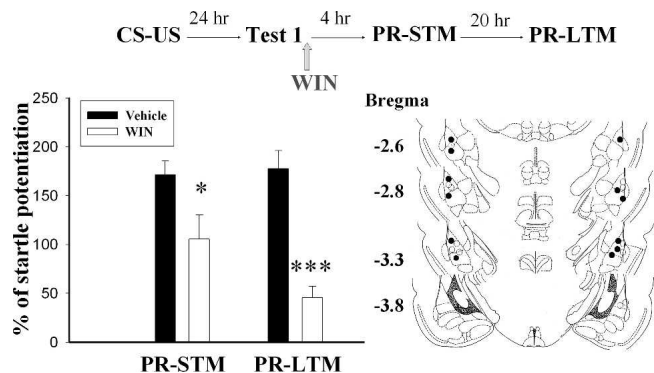 24 hr 4 hr 20 hr
CS-US Test 1 PR-STM PR-LTM
WIN
% of startle potentiation
250
200
150
100
50
0
Vehicle
WIN
*
***
PR-STM PR-LTM
Bregma
-2.6
-2.8
-3.3
-3.8